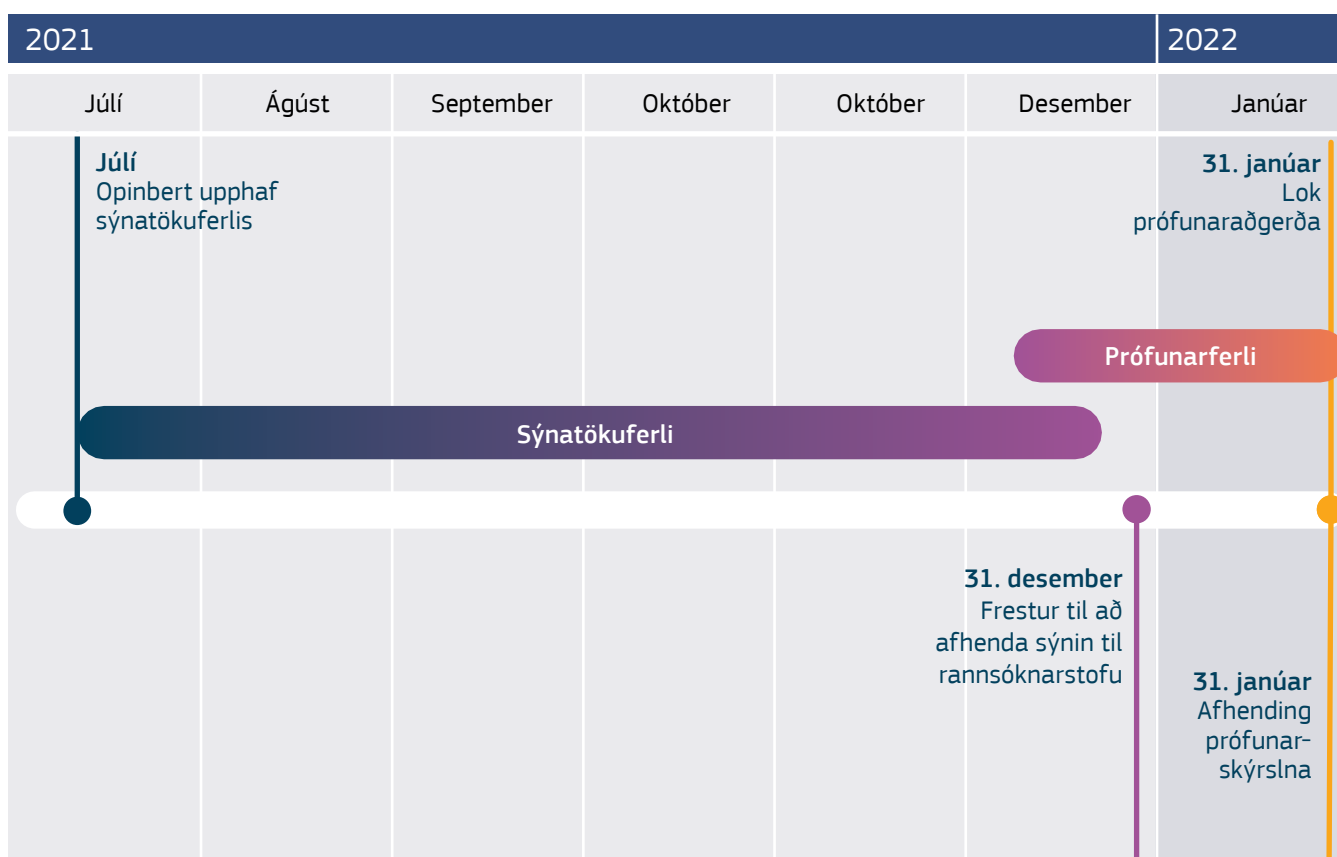 2021
2022
Júlí
Ágúst
September
Október
Október
Desember
Janúar
Júlí
Opinbert upphaf
sýnatökuferlis
31. janúar
Lok
prófunaraðgerða
Prófunarferli
Sýnatökuferli
31. desember
Frestur til að
afhenda sýnin til
rannsóknarstofu
31. janúar
Afhending
prófunar-
skýrslna